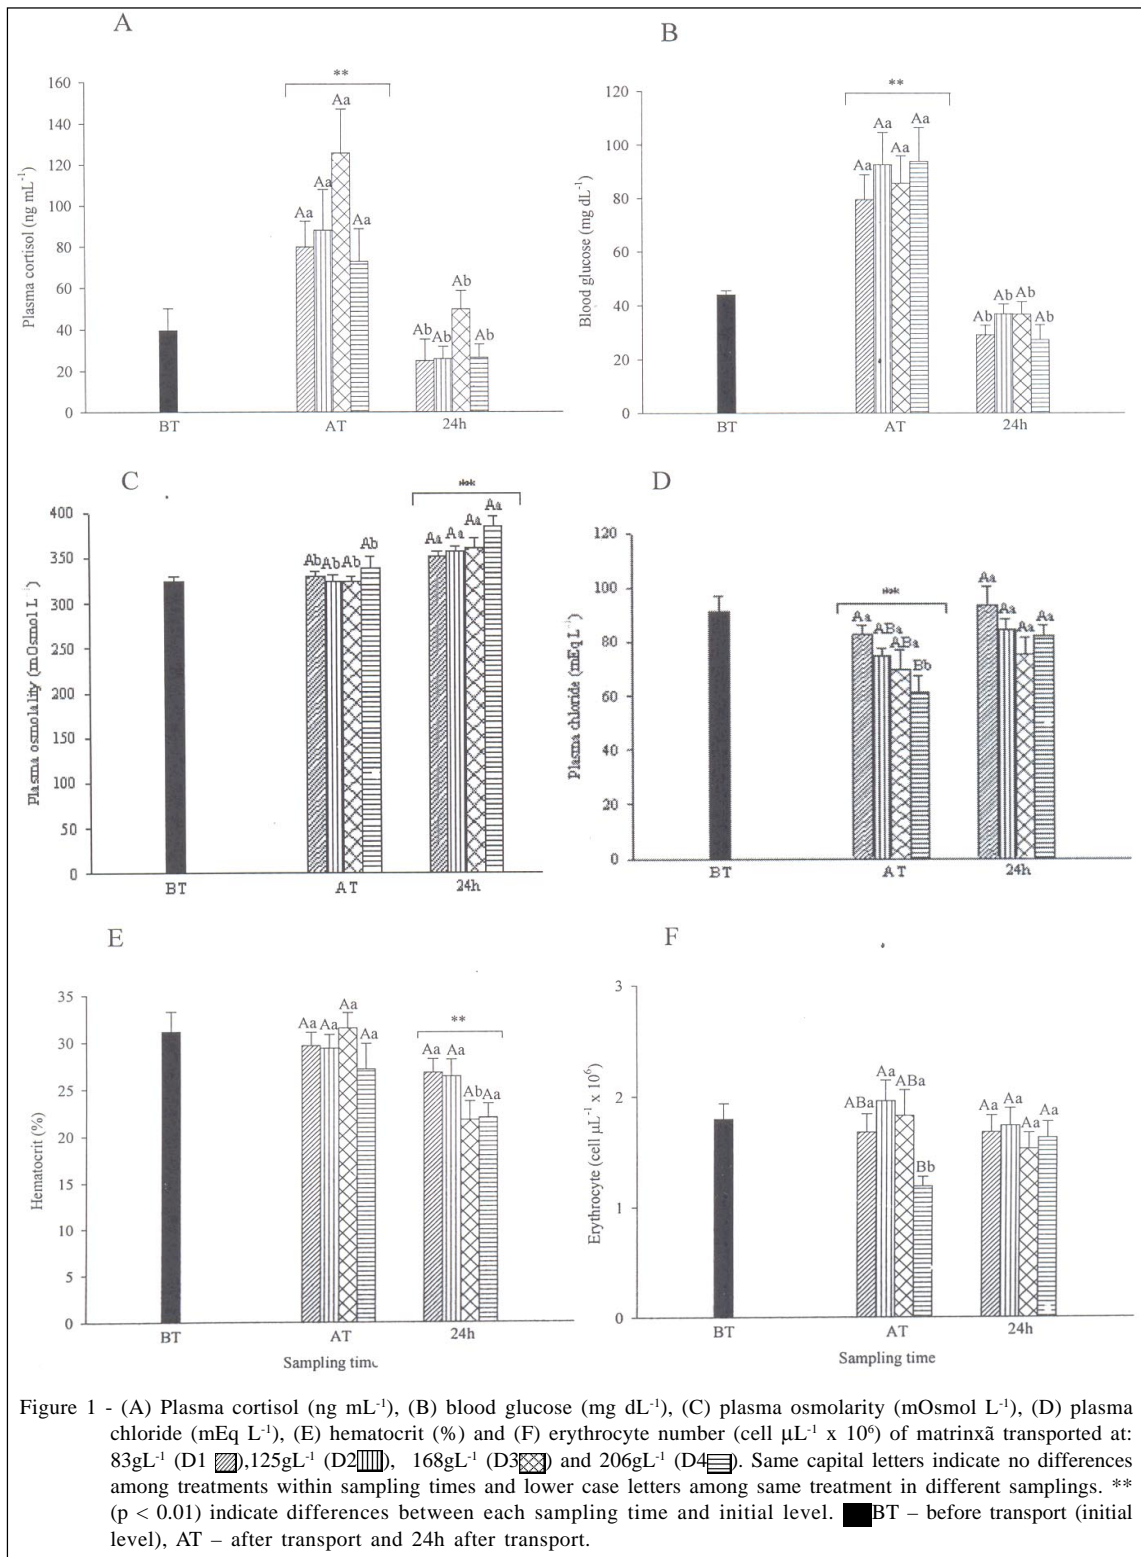 A
**
160
140
120
100
80
60
40
20
0
Plasma cortisol (ng mL⁻¹)
Aa Aa Aa Aa
Ab Ab Ab Ab
BT AT 24h
B
**
120
100
80
60
40
20
0
Blood glucose (mg dL⁻¹)
Aa Aa Aa Aa
Ab Ab Ab Ab
BT AT 24h
C
**
400
350
300
250
200
150
100
50
0
Plasma osmolality (mOsmol L⁻¹)
Ab Ab Ab Ab
Aa Aa Aa Aa
BT AT 24h
D
**
120
100
80
60
40
20
0
Plasma chloride (mEq L⁻¹)
Aa ABa ABa Bb
Aa Aa Aa Aa
BT AT 24h
E
**
35
30
25
20
15
10
5
0
Hematocrit (%)
Aa Aa Aa Aa
Aa Aa Ab Aa
BT AT 24h
Sampling time
F
3
2
1
0
Erythrocyte (cell µL⁻¹ x 10⁶)
ABa Aa ABa Bb
Aa Aa Aa Aa
BT AT 24h
Sampling time
Figure 1 - (A) Plasma cortisol (ng mL⁻¹), (B) blood glucose (mg dL⁻¹), (C) plasma osmolarity (mOsmol L⁻¹), (D) plasma
chloride (mEq L⁻¹), (E) hematocrit (%) and (F) erythrocyte number (cell µL⁻¹ x 10⁶) of matrinxã transported at:
83gL⁻¹ (D1 ),125gL⁻¹ (D2 ), 168gL⁻¹ (D3 ) and 206gL⁻¹ (D4 ). Same capital letters indicate no differences
among treatments within sampling times and lower case letters among same treatment in different samplings. **
(p < 0.01) indicate differences between each sampling time and initial level. BT – before transport (initial
level), AT – after transport and 24h after transport.